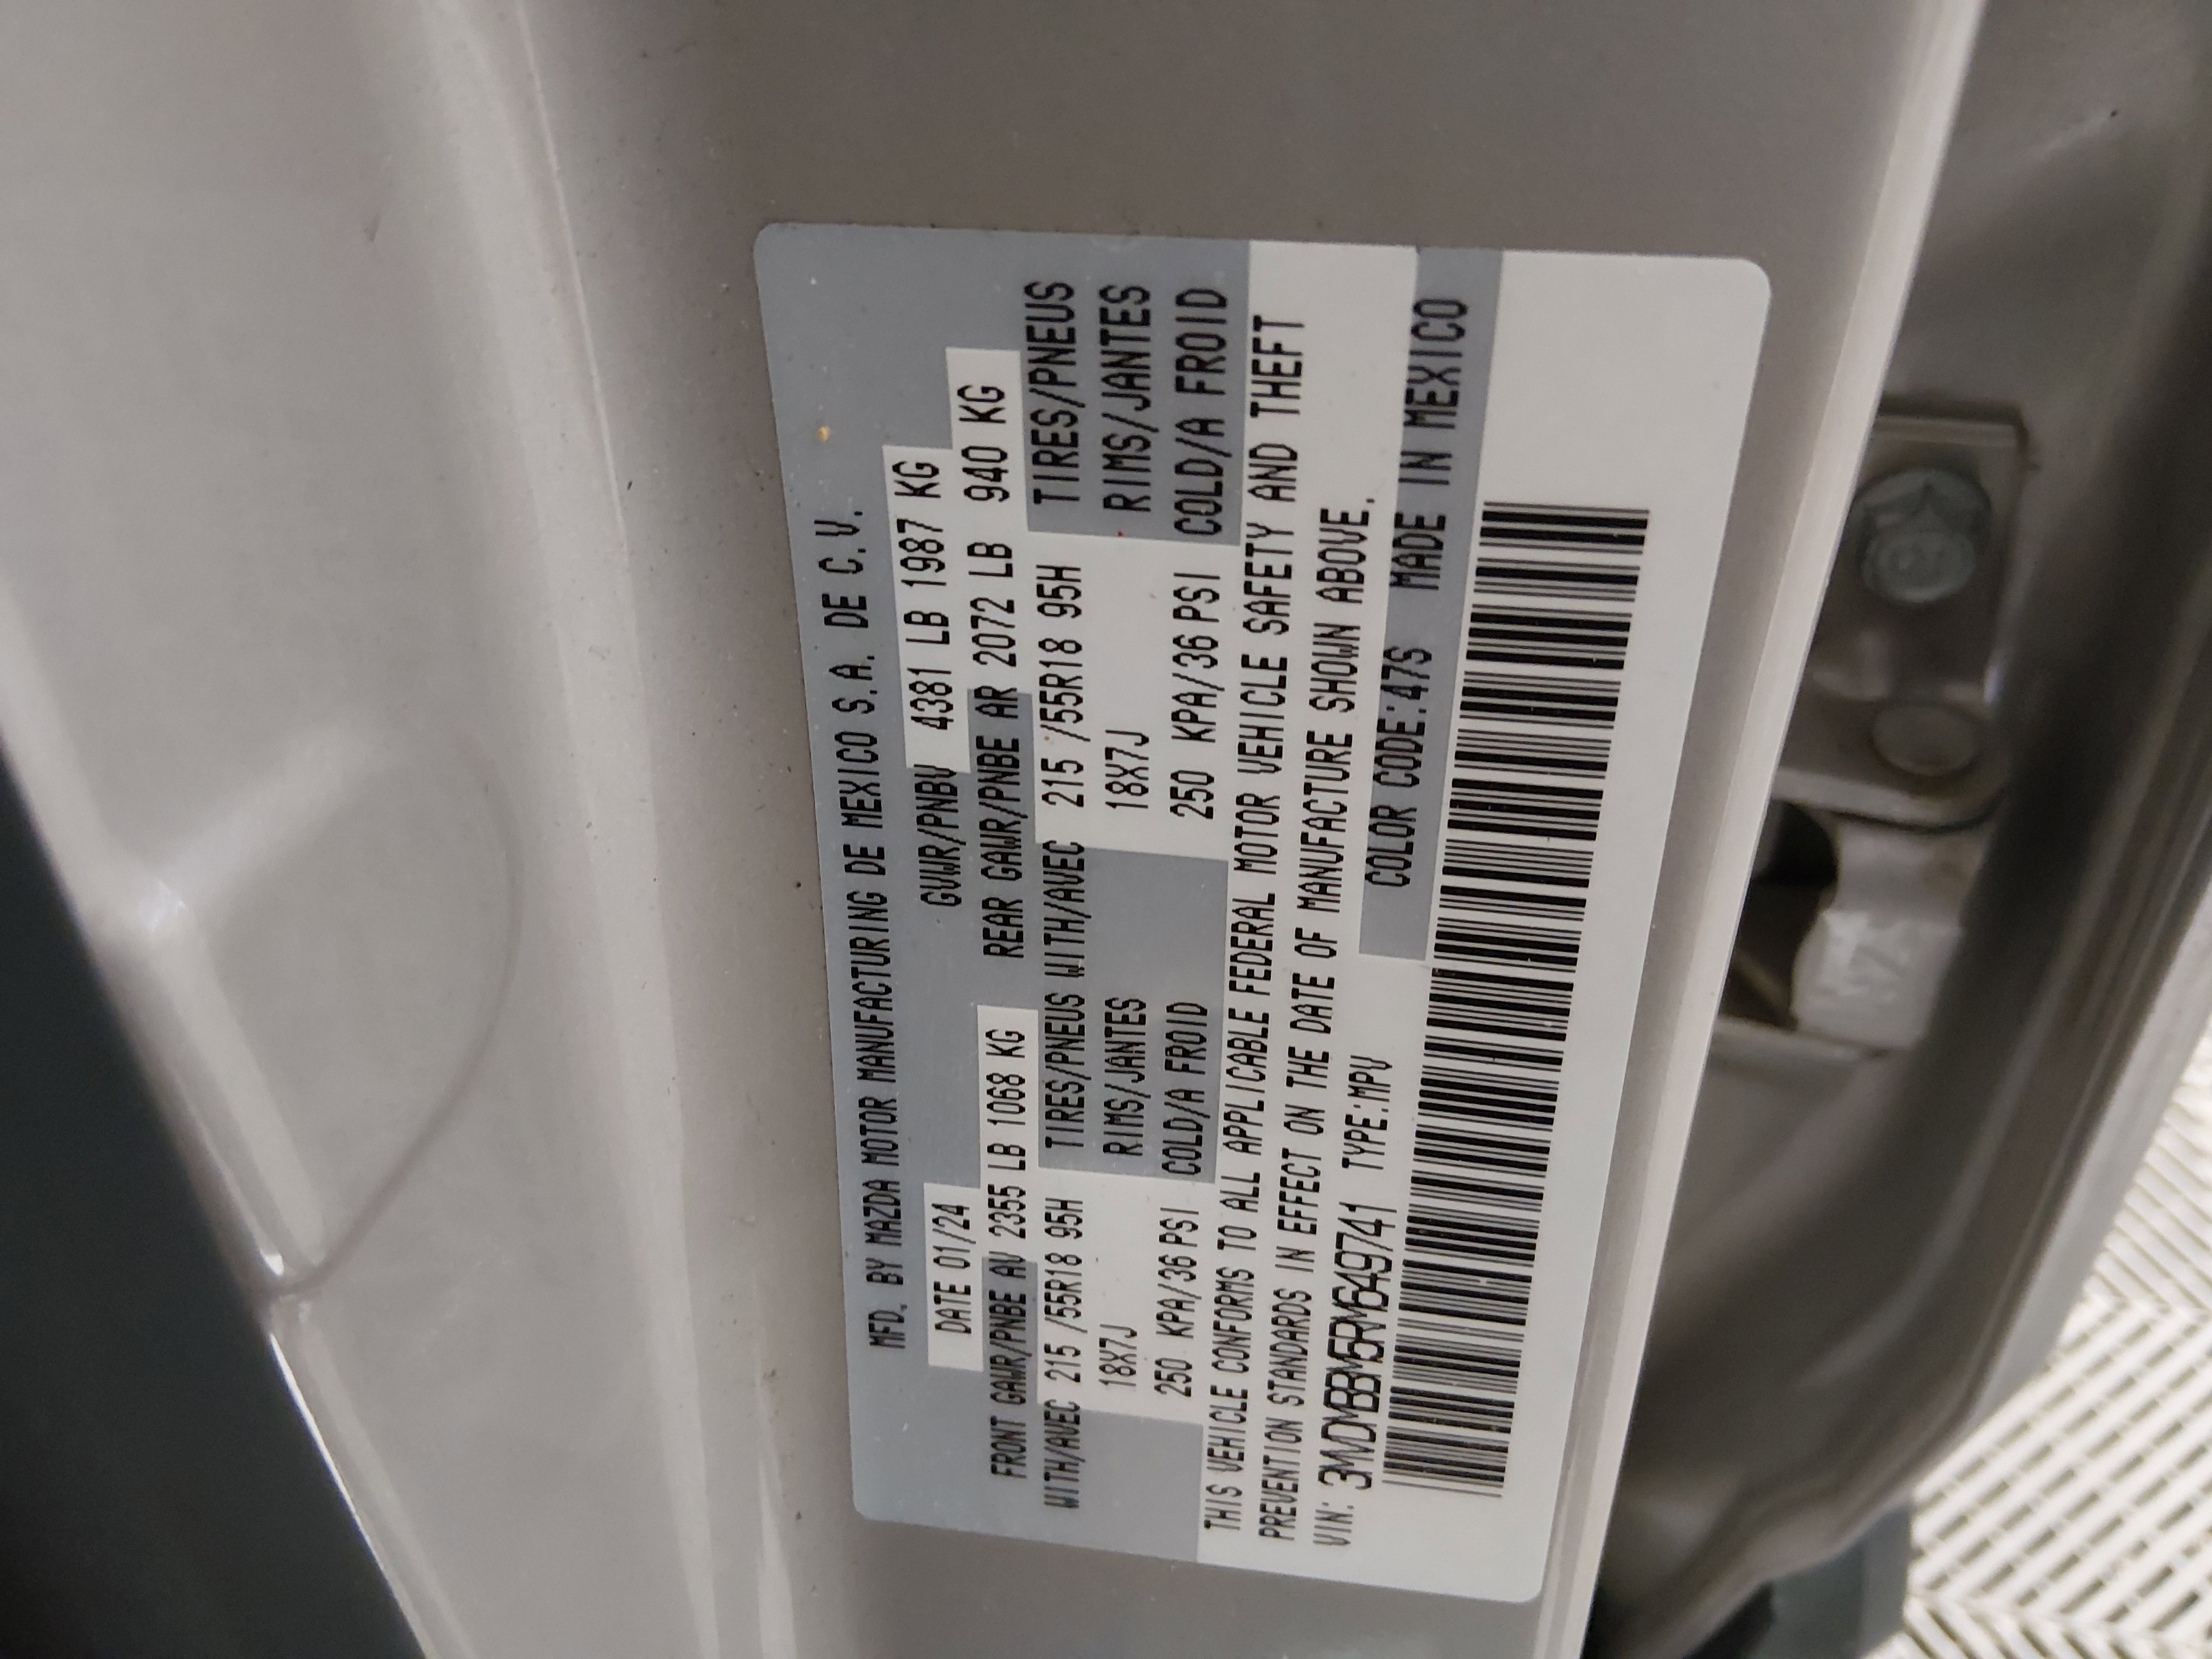 MFD. BY MAZDA MOTOR MANUFACTURING DE MEXICO S.A. DE C.V.
DATE 01/24 GVWR/PNBV 4381 LB 1987 KG
FRONT GAWR/PNBE AV 2355 LB 1068 KG REAR GAWR/PNBE AR 2072 LB 940 KG
WITH/AVEC 215 /55R18 95H TIRES/PNEUS WITH/AVEC 215 /55R18 95H TIRES/PNEUS
18X7J RIMS/JANTES 18X7J RIMS/JANTES
250 KPA/36 PSI COLD/A FROID 250 KPA/36 PSI COLD/A FROID
THIS VEHICLE CONFORMS TO ALL APPLICABLE FEDERAL MOTOR VEHICLE SAFETY AND THEFT
PREVENTION STANDARDS IN EFFECT ON THE DATE OF MANUFACTURE SHOWN ABOVE.
VIN: 3MVDMBBM5RM649741 TYPE:MPV COLOR CODE:47S MADE IN MEXICO